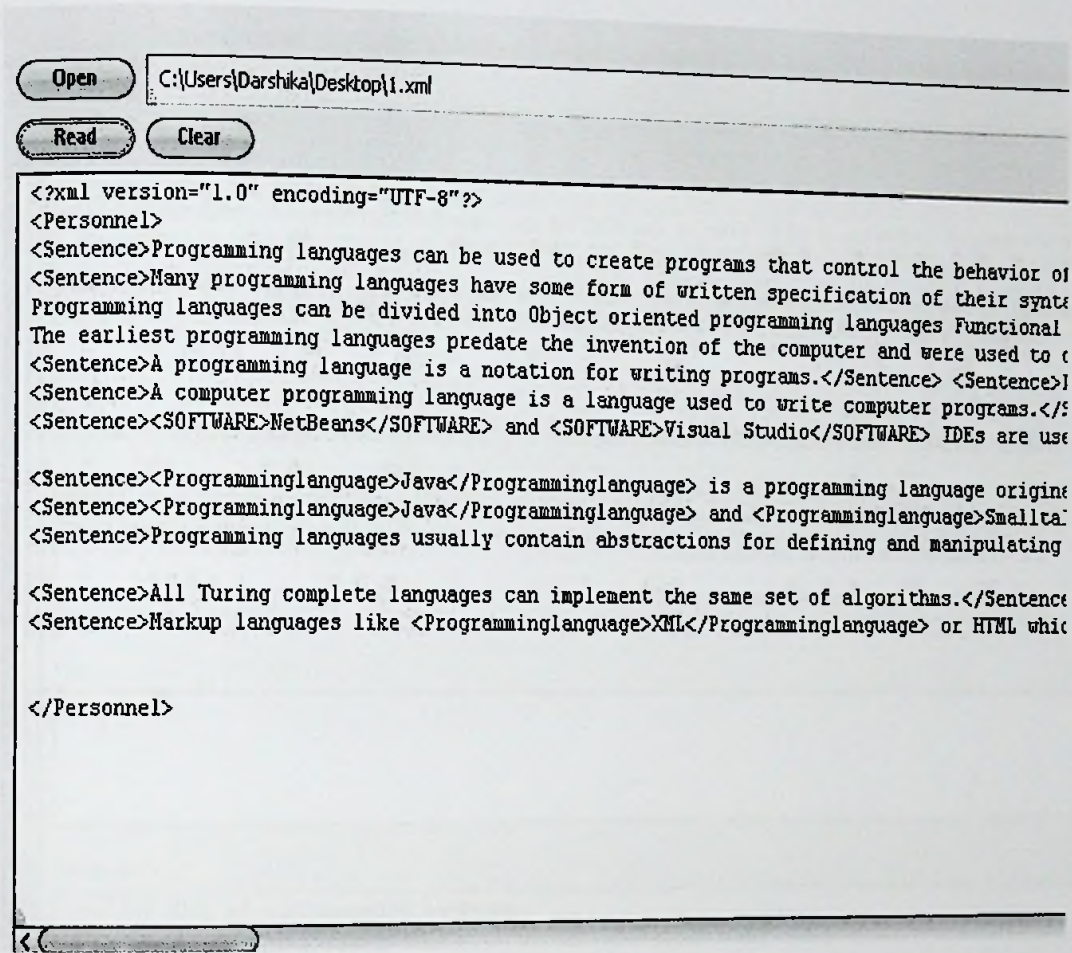 Open C:\Users\Darshika\Desktop\1.xml
Read Clear
<?xml version="1.0" encoding="UTF-8"?>
<Personnel>
<Sentence>Programming languages can be used to create programs that control the behavior of
<Sentence>Many programming languages have some form of written specification of their synta
Programming languages can be divided into Object oriented programming languages Functional
The earliest programming languages predate the invention of the computer and were used to
<Sentence>A programming language is a notation for writing programs.</Sentence> <Sentence>
<Sentence>A computer programming language is a language used to write computer programs.</S
<Sentence><SOFTWARE>NetBeans</SOFTWARE> and <SOFTWARE>Visual Studio</SOFTWARE> IDEs are use
<Sentence><Programminglanguage>Java</Programminglanguage> is a programming language origina
<Sentence><Programminglanguage>Java</Programminglanguage> and <Programminglanguage>Smallta
<Sentence>Programming languages usually contain abstractions for defining and manipulating
<Sentence>All Turing complete languages can implement the same set of algorithms.</Sentence
<Sentence>Markup languages like <Programminglanguage>XML</Programminglanguage> or HTML whic
</Personnel>